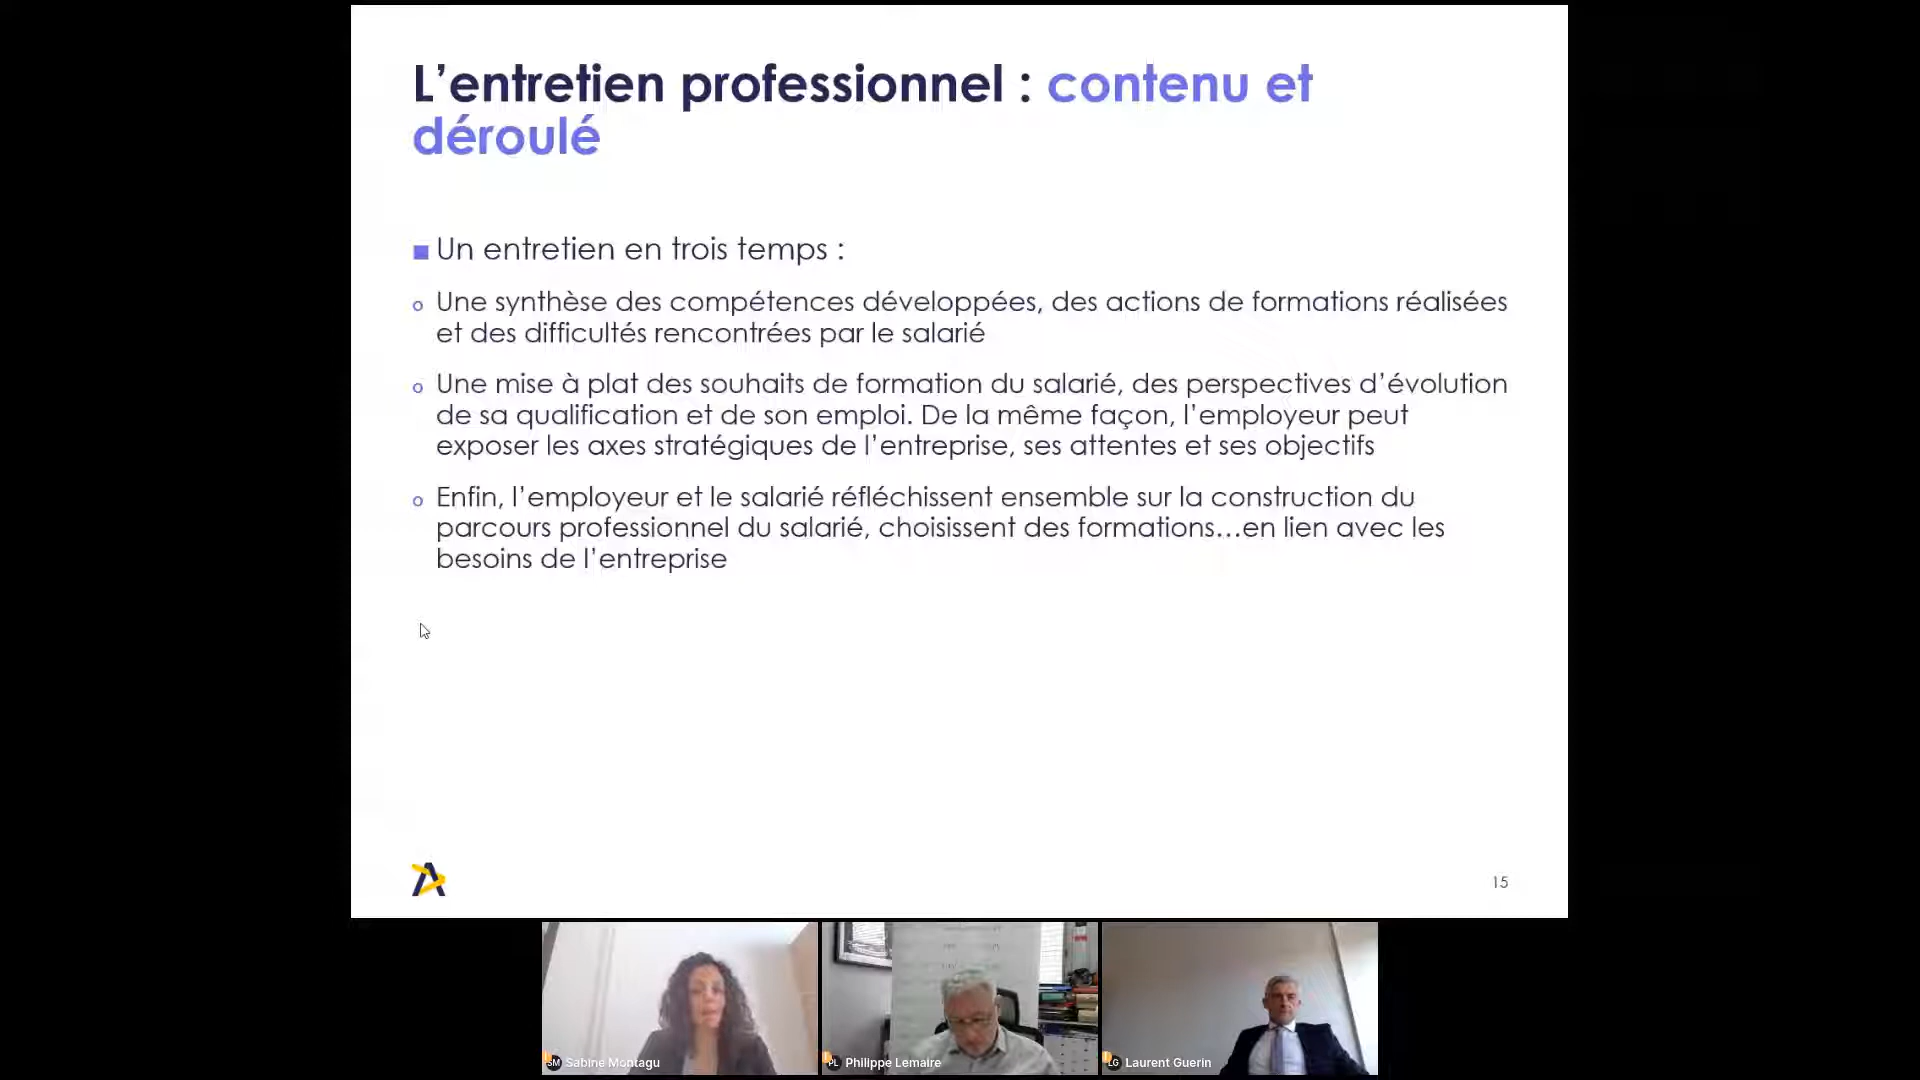 L’entretien professionnel : contenu et
déroulé
Un entretien en trois temps :
Une synthèse des compétences développées, des actions de formations réalisées
et des difficultés rencontrées par le salarié
Une mise à plat des souhaits de formation du salarié, des perspectives d’évolution
de sa qualification et de son emploi. De la même façon, l’employeur peut
exposer les axes stratégiques de l’entreprise, ses attentes et ses objectifs
Enfin, l’employeur et le salarié réfléchissent ensemble sur la construction du
parcours professionnel du salarié, choisissent des formations…en lien avec les
besoins de l’entreprise
15
SM Sabine Montagu
PL Philippe Lemaire
LG Laurent Guerin